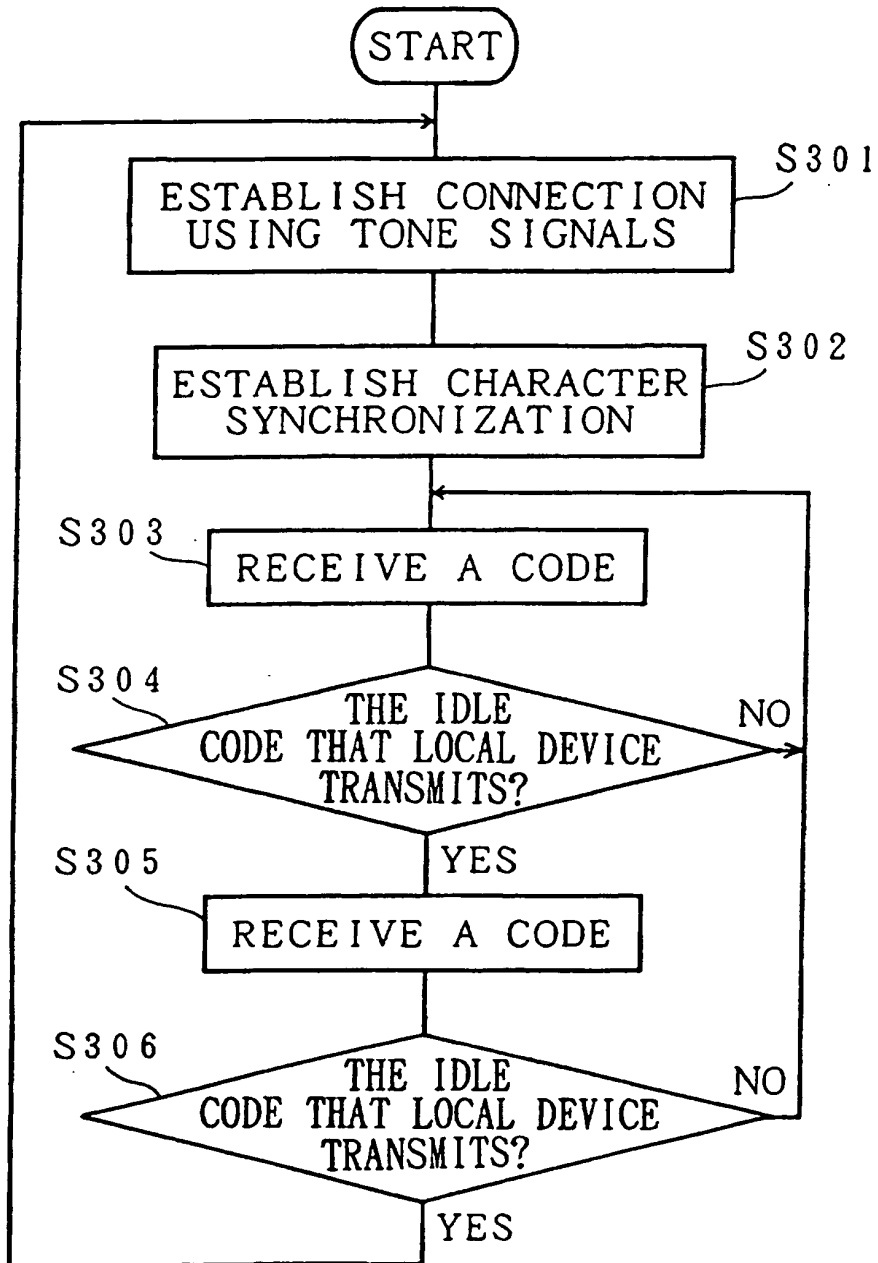 START
S301
ESTABLISH CONNECTION
USING TONE SIGNALS
S302
ESTABLISH CHARACTER
SYNCHRONIZATION
S303
RECEIVE A CODE
S304
THE IDLE
CODE THAT LOCAL DEVICE
TRANSMITS?
NO
YES
S305
RECEIVE A CODE
S306
THE IDLE
CODE THAT LOCAL DEVICE
TRANSMITS?
NO
YES